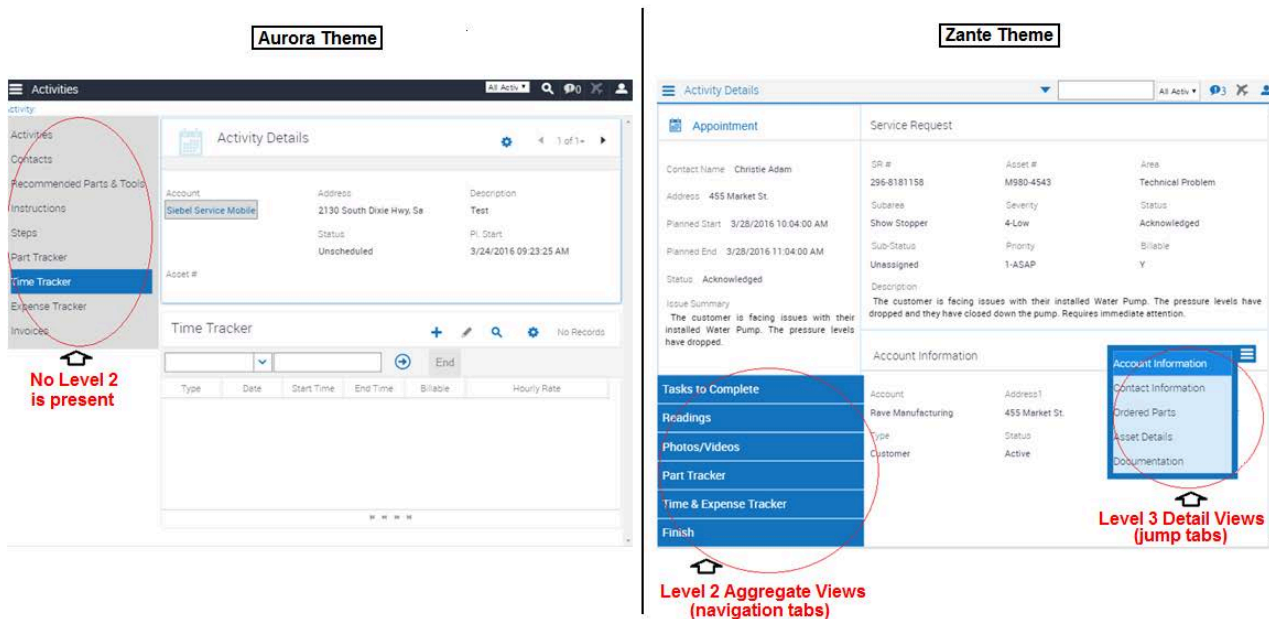 Aurora Theme
Activities
All Activ
0
Activities
Contacts
Recommended Parts & Tools
Instructions
Steps
Part Tracker
Time Tracker
Expense Tracker
Invoices
No Level 2
is present
Activity Details
1 of 1+
Account
Address
Description
Siebel Service Mobile
2130 South Dixie Hwy, Sa
Test
Status
Pl. Start
Unscheduled
3/24/2016 09:23:25 AM
Asset #
Time Tracker
No Records
End
Type
Date
Start Time
End Time
Billable
Hourly Rate
Zante Theme
Activity Details
All Activ
3
Appointment
Contact Name Christie Adam
Address 455 Market St.
Planned Start 3/28/2016 10:04:00 AM
Planned End 3/28/2016 11:04:00 AM
Status Acknowledged
Issue Summary
The customer is facing issues with their
installed Water Pump. The pressure levels
have dropped.
Tasks to Complete
Readings
Photos/Videos
Part Tracker
Time & Expense Tracker
Finish
Level 2 Aggregate Views
(navigation tabs)
Service Request
SR #
Asset #
Area
296-8181158
M980-4543
Technical Problem
Subarea
Severity
Status
Show Stopper
4-Low
Acknowledged
Sub-Status
Priority
Billable
Unassigned
1-ASAP
Y
Description
The customer is facing issues with their installed Water Pump. The pressure levels have
dropped and they have closed down the pump. Requires immediate attention.
Account Information
Account
Address1
Rave Manufacturing
455 Market St.
Type
Status
Customer
Active
Account Information
Contact Information
Ordered Parts
Asset Details
Documentation
Level 3 Detail Views
(jump tabs)